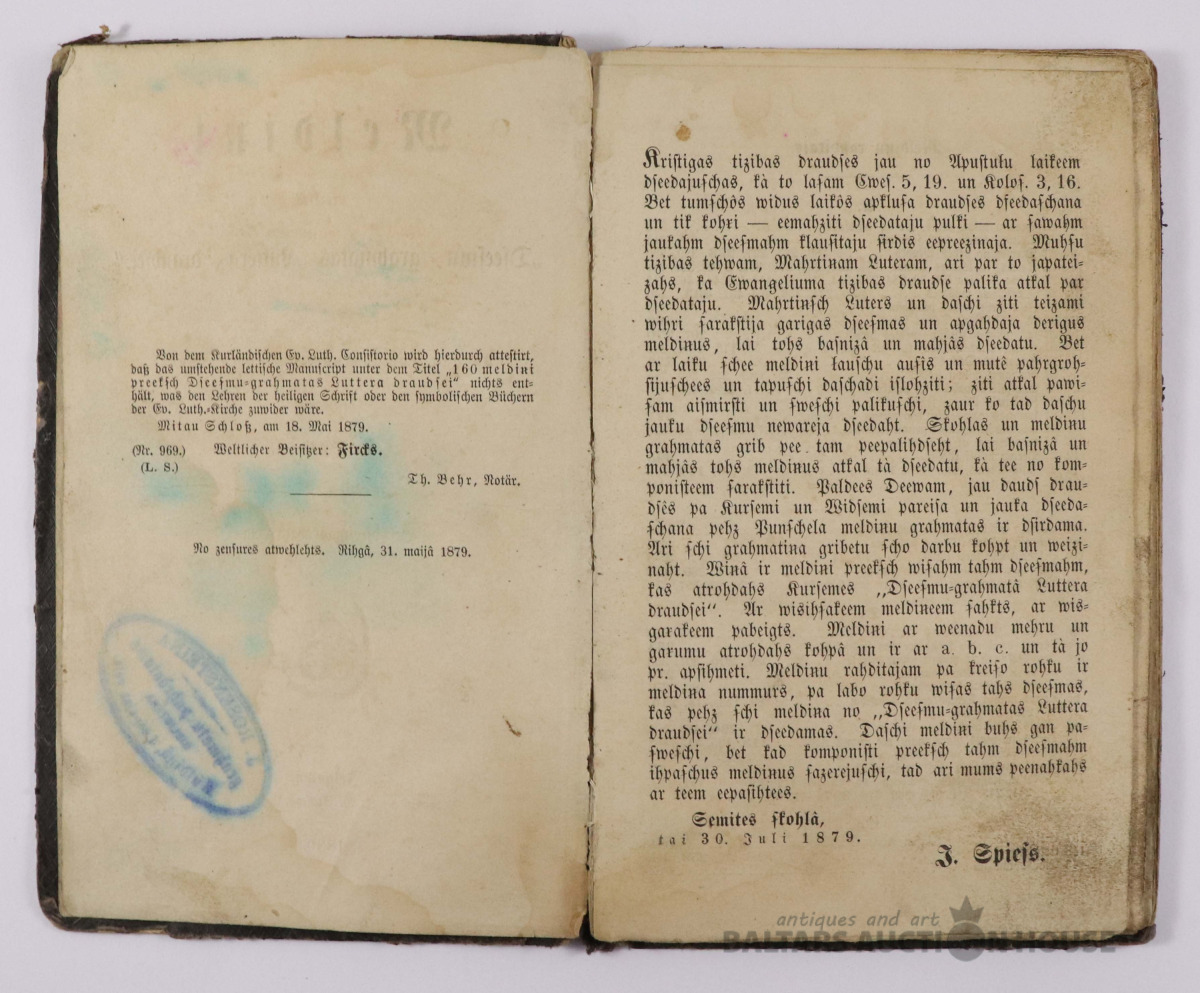 Von dem Kurländischen Ev. Luth. Consistorio wird hierdurch attestirt,
daß das umstehende lettische Manuscript unter dem Titel „160 meldini
preekſch Dſeeſmu-grahmatas Luttera draudſei“ nichts ent-
hält, was den Lehren der heiligen Schrift oder den symbolischen Büchern
der Ev. Luth.-Kirche zuwider wäre.
Mitau Schloß, am 18. Mai 1879.
(Nr. 969.) Weltlicher Beisitzer: Fircks.
(L. S.)
Th. Behr, Notär.
No zenſures atwehlehts. Rihgâ, 31. maijâ 1879.
Kriſtigas tizibas draudſes jau no Apuſtułu laikeem
dſeedajuſchas, kà to laſam Eweſ. 5, 19. un Koloſ. 3, 16.
Bet tumſchôs widus laikôs apkluſa draudſes dſeedaſchana
un tik kohri — eemahziti dſeedataju pulki — ar ſawahm
jaukahm dſeeſmahm klauſitaju ſirdis eepreezinaja. Muhſu
tizibas tehwam, Mahrtinam Luteram, ari par to japatei-
zahs, ka Ewangeliuma tizibas draudſe palika atkal par
dſeedataju. Mahrtinſch Luters un daſchi ziti teizami
wihri ſarakſtija garigas dſeeſmas un apgahdaja derigus
meldinus, lai tohs baſnizâ un mahjâs dſeedatu. Bet
ar laiku ſchee meldini lauſchu auſis un mutê pahrgroh-
ſijuſchees un tapuſchi daſchadi iſlohziti; ziti atkal pawi-
ſam aiſmirſti un ſweſchi palikuſchi, zaur ko tad daſchu
jauku dſeeſmu newareja dſeedaht. Skohlas un meldinu
grahmatas grib pee tam peepalihdſeht, lai baſnizâ un
mahjâs tohs meldinus atkal tà dſeedatu, kà tee no kom-
poniſteem ſarakſtiti. Paldees Deewam, jau daudſ drau-
dſês pa Kurſemi un Widſemi pareiſa un jauka dſeeda-
ſchana pehz Punſchela meldinu grahmatas ir dſirdama.
Ari ſchi grahmatina gribetu ſcho darbu kohpt un weizi-
naht. Winâ ir meldini preekſch wiſahm tahm dſeeſmahm,
kas atrohdahs Kurſemes „Dſeeſmu-grahmatâ Luttera
draudſei“. Ar wiſihſakeem meldineem ſahkts, ar wis-
garakeem pabeigts. Meldini ar weenadu mehru un
garumu atrohdahs kohpâ un ir ar a. b. c. un tà jo
pr. apſihmeti. Meldinu rahditajam pa kreiſo rohku ir
meldina nummurs, pa labo rohku wiſas tahs dſeeſmas,
kas pehz ſchi meldina no „Dſeeſmu-grahmatas Luttera
draudſei“ ir dſeedamas. Daſchi meldini buhs gan pa-
ſweſchi, bet kad komponiſti preekſch tahm dſeeſmahm
ihpaſchus meldinus ſazerejuſchi, tad ari mums peenahkahs
ar teem eepaſihtees.
Semites ſkohlâ,
tai 30. Juli 1879.
J. Spieſs.
antiques and art
BALTARS AUCTION HOUSE